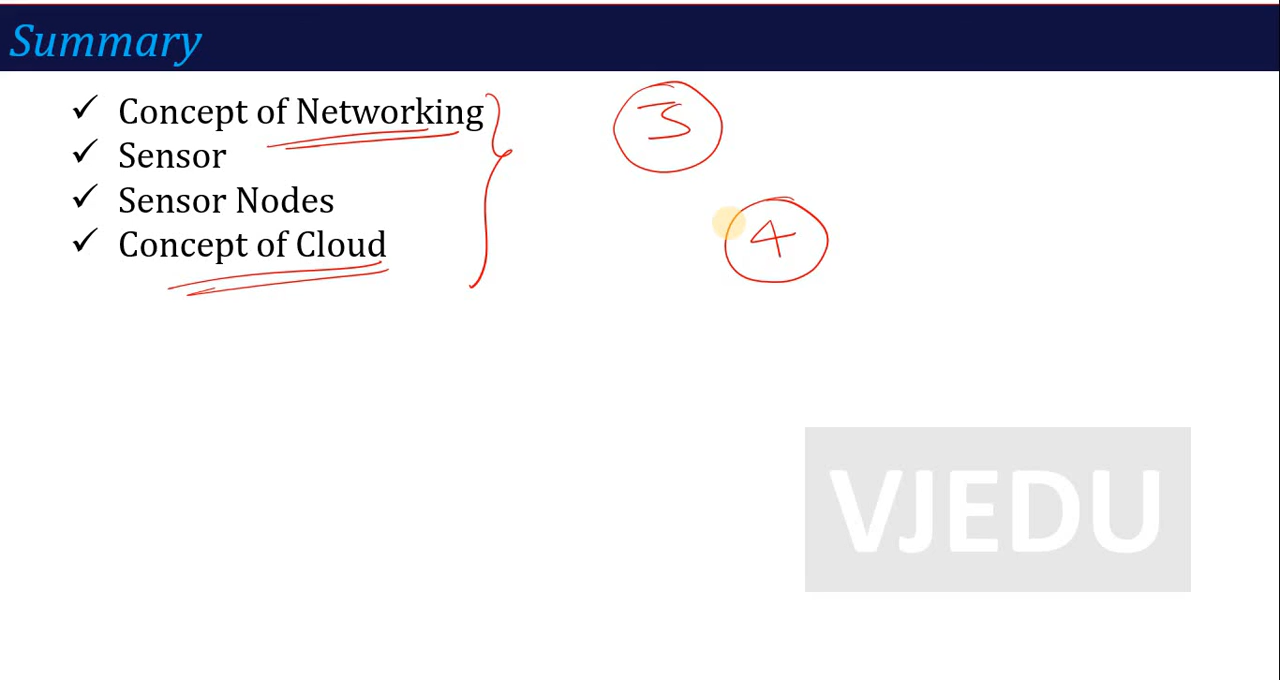 Summary
✓ Concept of Networking
✓ Sensor
✓ Sensor Nodes
✓ Concept of Cloud
3
4
VJEDU